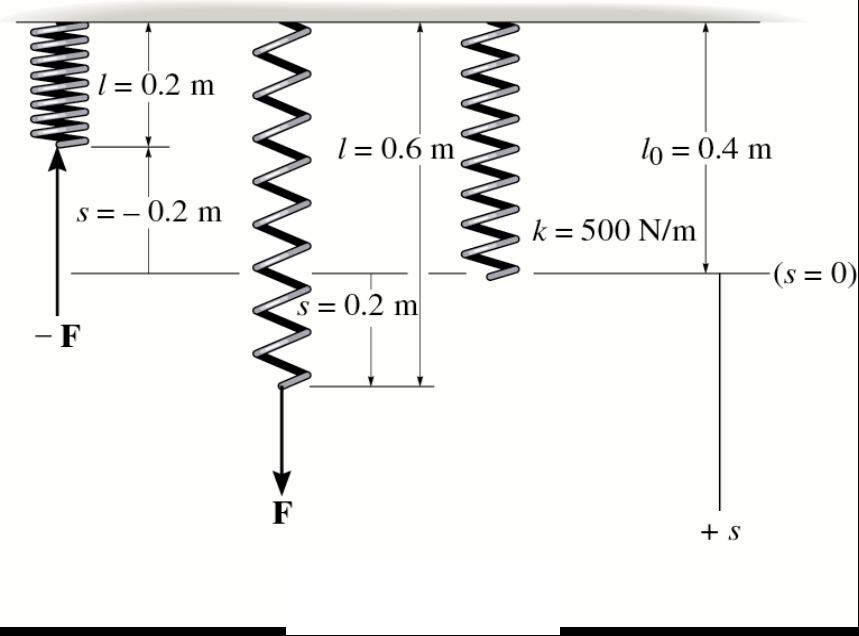 l = 0.2 m
l = 0.6 m
l₀ = 0.4 m
s = – 0.2 m
k = 500 N/m
(s = 0)
s = 0.2 m
– F
F
+ s